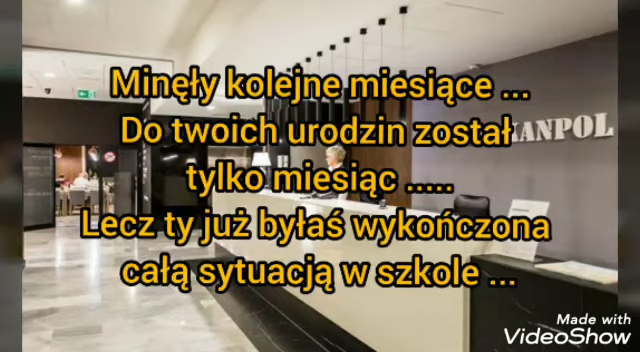 Minęły kolejne miesiące ...
Do twoich urodzin został
ANPOL
tylko miesiąc .....
Lecz ty już byłaś wykończona
całą sytuacją w szkole ...
Made with
VideoShow